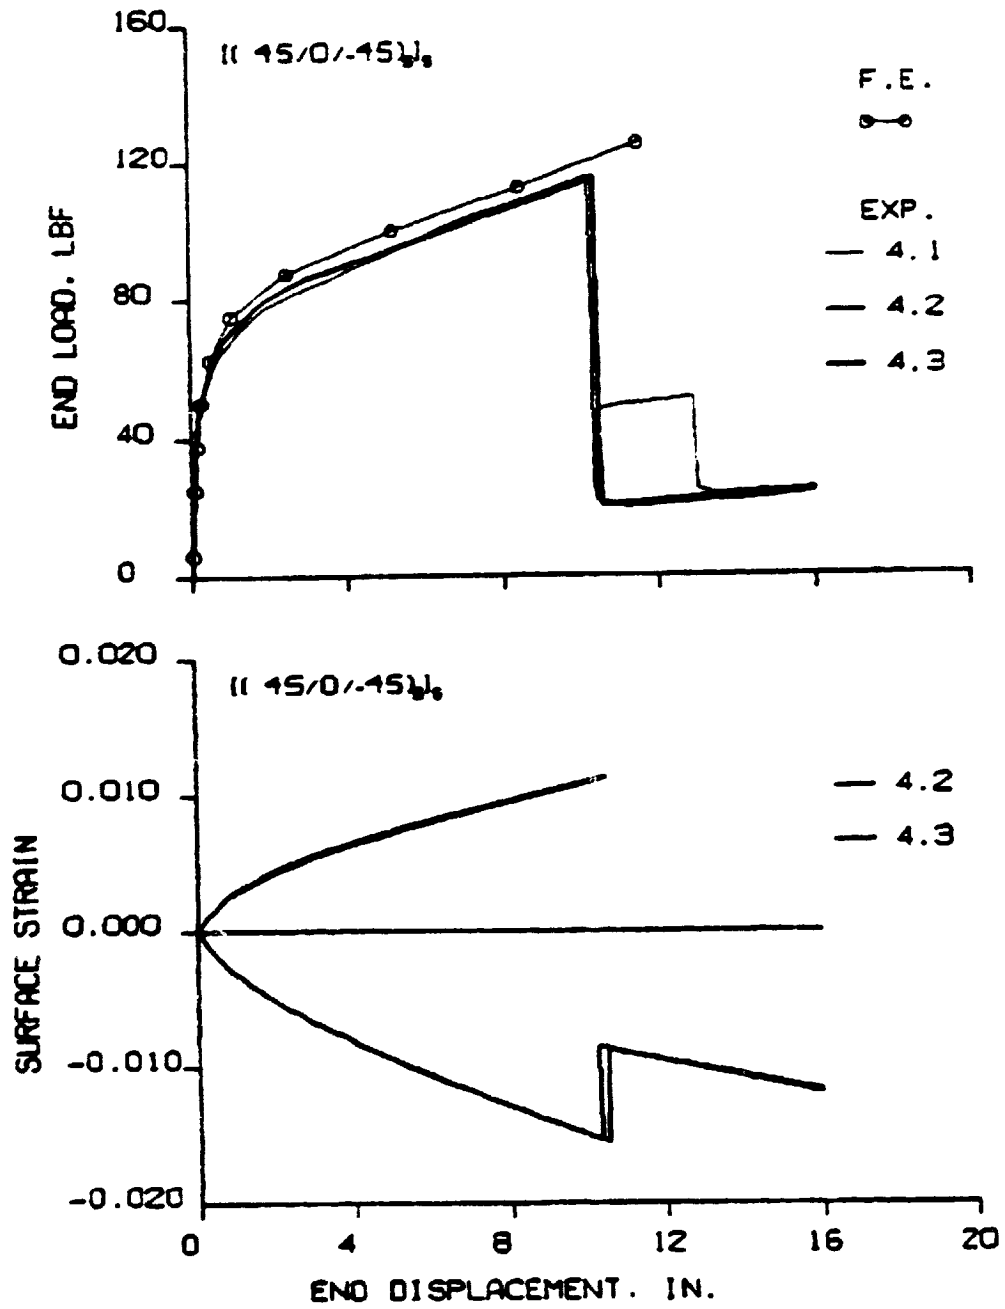 160
[( 45/0/-45)₅]ₛ
F.E.
120
EXP.
4.1
80
4.2
4.3
40
0
END LOAD, LBF
0.020
[( 45/0/-45)₅]ₛ
0.010
4.2
4.3
0.000
-0.010
-0.020
SURFACE STRAIN
0 4 8 12 16 20
END DISPLACEMENT. IN.